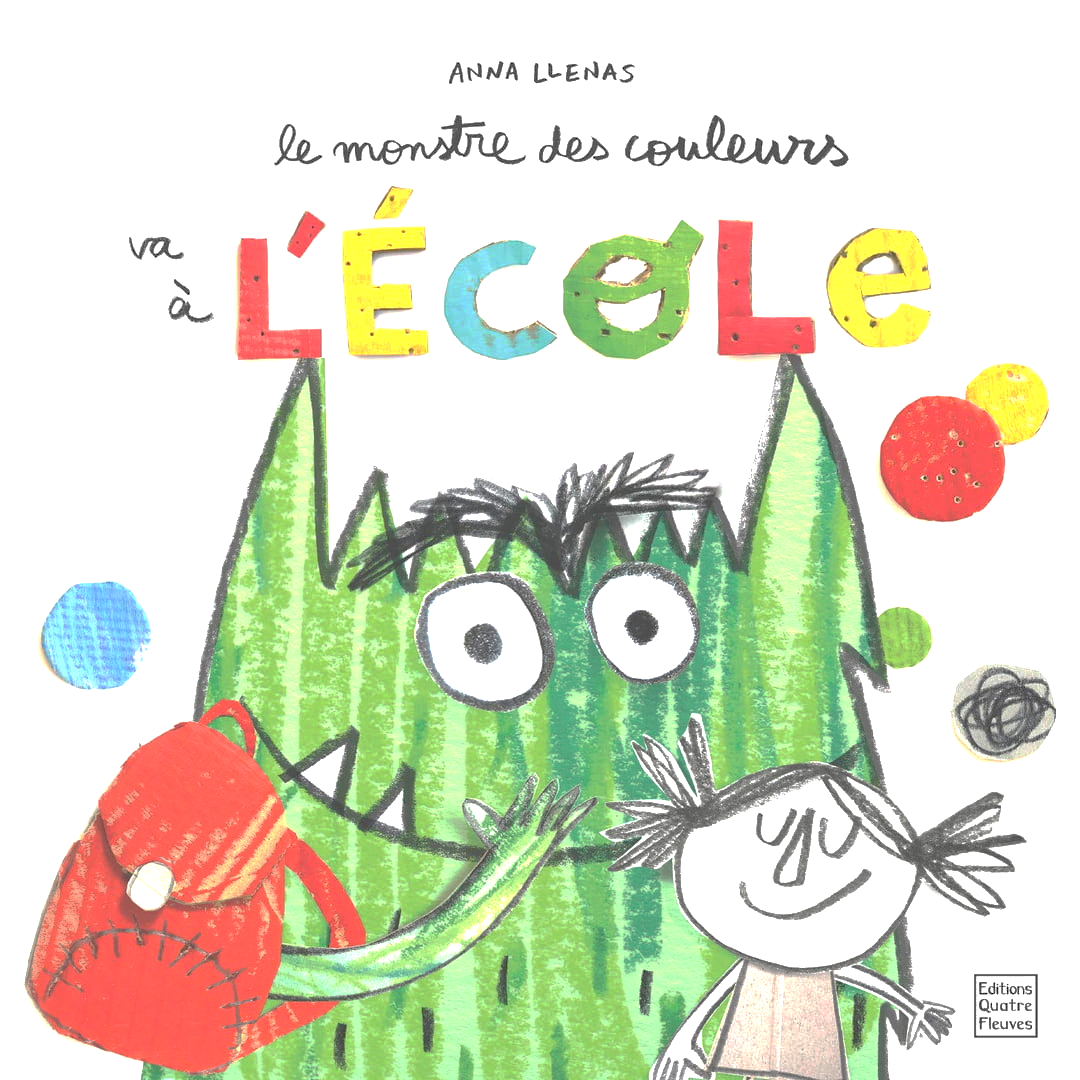 ANNA LLENAS
le monstre des couleurs
va
à
L'ÉcoLe
Editions
Quatre
Fleuves